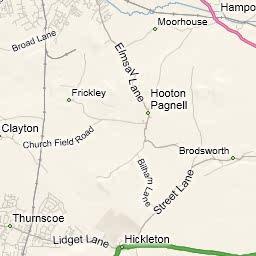 Hampo
Moorhouse
Broad Lane
Elmsa
Lane
Frickley
Hooton
Pagnell
Clayton
Church Field Road
Brodsworth
Bilham Lane
Street Lane
Thurnscoe
Lidget Lane
Hickleton